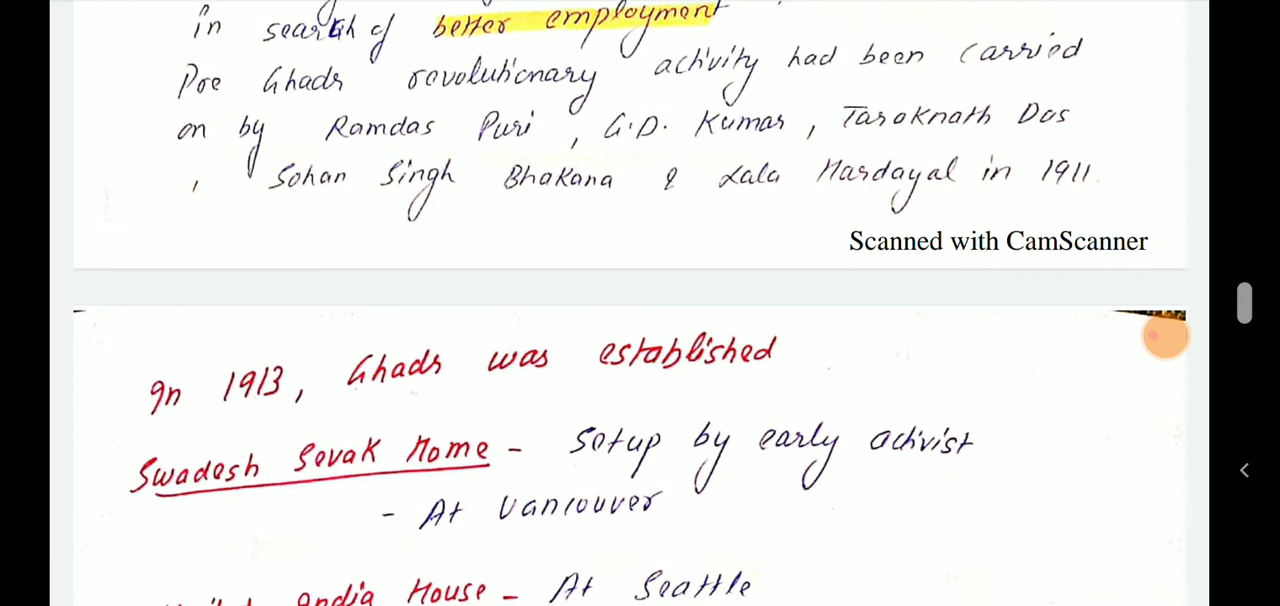 in search of better employment
Pre Ghadr revolutionary activity had been carried
on by Ramdas Puri, G.D. Kumar, Taraknath Das
, Sohan Singh Bhakana & Lala Hardayal in 1911.
Scanned with CamScanner
In 1913, Ghadr was established
Swadesh Sevak Home - Setup by early activist
- At Vancouver
India House - At Seattle